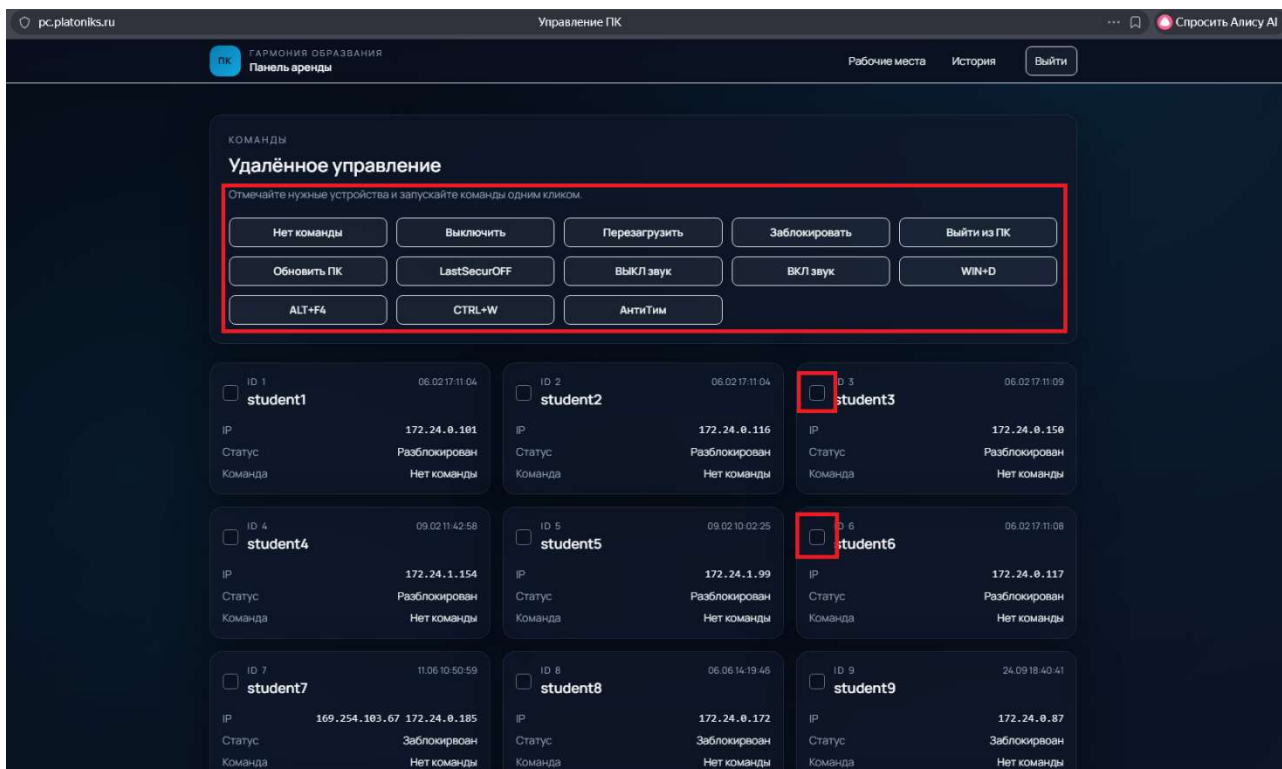 pc.platoniks.ru Управление ПК ... Спросить Алису AI
ПК ГАРМОНИЯ ОБРАЗВАНИЯ
Панель аренды Рабочие места История Выйти
КОМАНДЫ
Удалённое управление
Отмечайте нужные устройства и запускайте команды одним кликом.
Нет команды Выключить Перезагрузить Заблокировать Выйти из ПК
Обновить ПК LastSecurOFF ВЫКЛ звук ВКЛ звук WIN+D
ALT+F4 CTRL+W АнтиТим
ID 1 06.02 17:11:04 ID 2 06.02 17:11:04 ID 3 06.02 17:11:09
student1 student2 student3
IP 172.24.0.101 IP 172.24.0.116 IP 172.24.0.150
Статус Разблокирован Статус Разблокирован Статус Разблокирован
Команда Нет команды Команда Нет команды Команда Нет команды
ID 4 09.02 11:42:58 ID 5 09.02 10:02:25 ID 6 06.02 17:11:08
student4 student5 student6
IP 172.24.1.154 IP 172.24.1.99 IP 172.24.0.117
Статус Разблокирован Статус Разблокирован Статус Разблокирован
Команда Нет команды Команда Нет команды Команда Нет команды
ID 7 11.06 10:50:59 ID 8 06.06 14:19:46 ID 9 24.09 18:40:41
student7 student8 student9
IP 169.254.103.67 172.24.0.185 IP 172.24.0.172 IP 172.24.0.87
Статус Заблокирвоан Статус Заблокирвоан Статус Заблокирвоан
Команда Нет команды Команда Нет команды Команда Нет команды